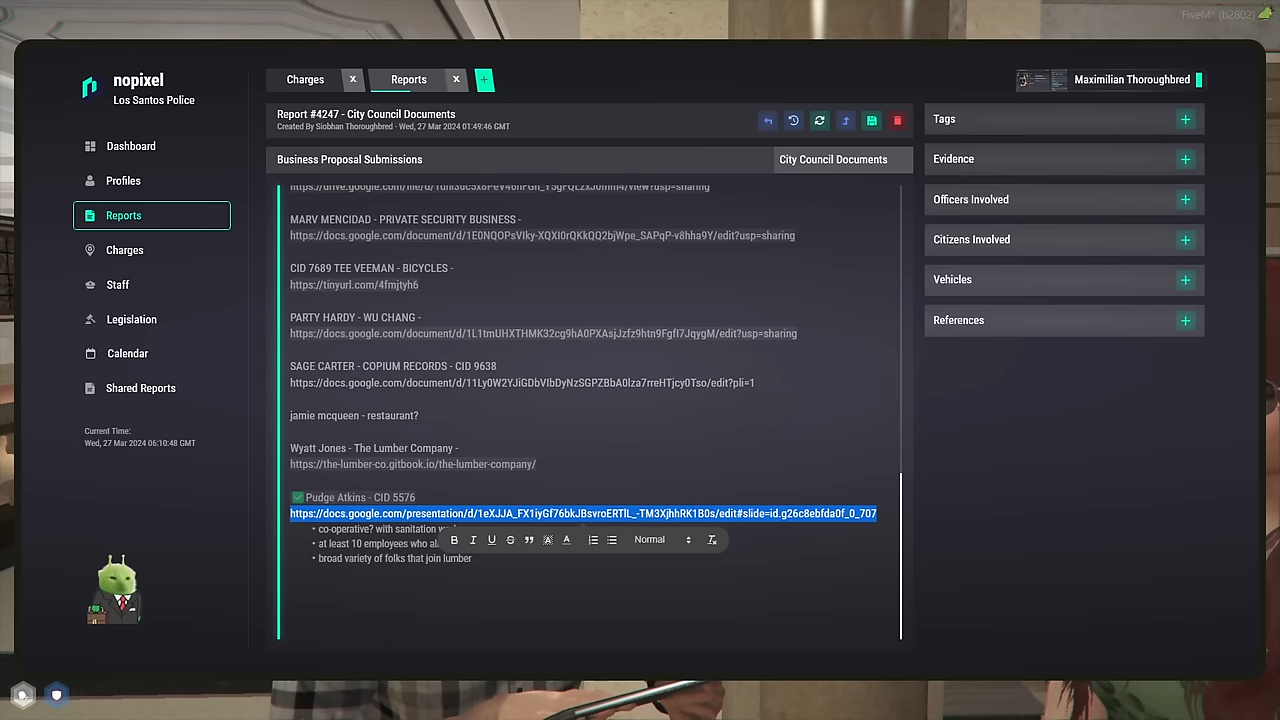 FiveM® (b2802)
nopixel
Los Santos Police
Dashboard
Profiles
Reports
Charges
Staff
Legislation
Calendar
Shared Reports
Current Time:
Wed, 27 Mar 2024 06:10:48 GMT
Charges x
Reports x
+
Maximilian Thoroughbred
Report #4247 - City Council Documents
Created By Siobhan Thoroughbred - Wed, 27 Mar 2024 01:49:46 GMT
Business Proposal Submissions
City Council Documents
MARV MENCIDAD - PRIVATE SECURITY BUSINESS -
https://docs.google.com/document/d/1E0NQOPsVIky-XQXI0rQKkQQ2bjWpe_SAPqP-v8hha9Y/edit?usp=sharing
CID 7689 TEE VEEMAN - BICYCLES -
https://tinyurl.com/4fmjtyh6
PARTY HARDY - WU CHANG -
https://docs.google.com/document/d/1L1tmUHXTHMK32cg9hA0PXAsjJzfz9htn9FgfI7JqygM/edit?usp=sharing
SAGE CARTER - COPIUM RECORDS - CID 9638
https://docs.google.com/document/d/11Ly0W2YJiGDbVIbDyNzSGPZBbA0lza7rreHTjcy0Tso/edit?pli=1
jamie mcqueen - restaurant?
Wyatt Jones - The Lumber Company -
https://the-lumber-co.gitbook.io/the-lumber-company/
✅Pudge Atkins - CID 5576
https://docs.google.com/presentation/d/1eXJJA_FX1iyGf76bkJBsvroERTlL_-TM3XjhhRK1B0s/edit#slide=id.g26c8ebfda0f_0_707
• co-operative? with sanitation
• at least 10 employees who
• broad variety of folks that join lumber
B I U S A A Normal
Tags +
Evidence +
Officers Involved +
Citizens Involved +
Vehicles +
References +